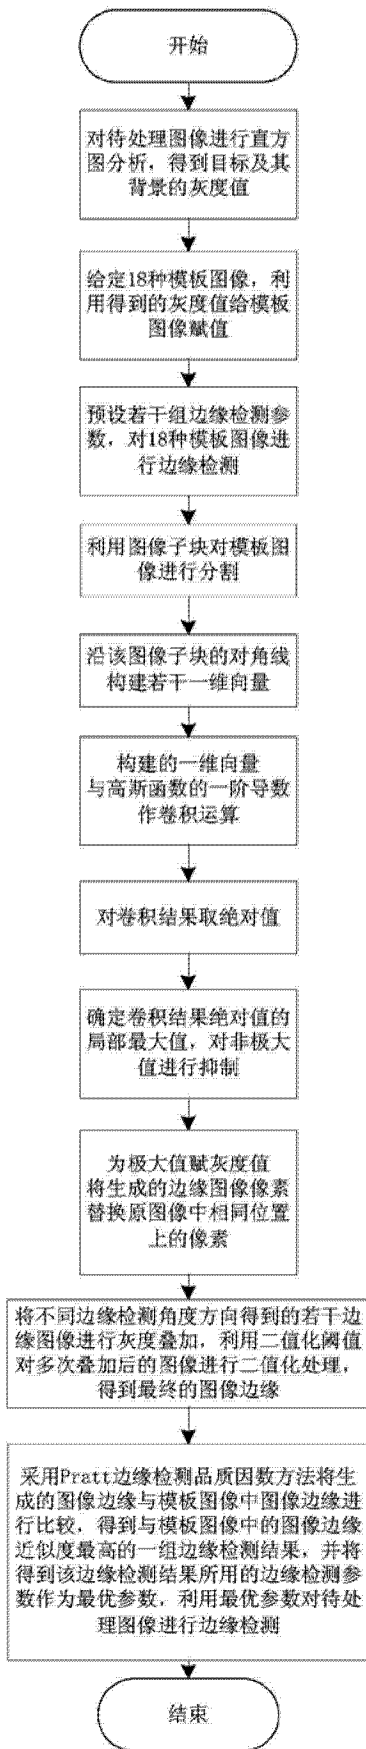 开始
对待处理图像进行直方
图分析，得到目标及其
背景的灰度值
给定18种模板图像，利
用得到的灰度值给模板
图像赋值
预设若干组边缘检测参
数，对18种模板图像进
行边缘检测
利用图像子块对模板图
像进行分割
沿该图像子块的对角线
构建若干一维向量
构建的一维向量
与高斯函数的一阶导数
作卷积运算
对卷积结果取绝对值
确定卷积结果绝对值的
局部最大值，对非极大
值进行抑制
为极大值赋灰度值
将生成的边缘图像像素
替换原图像中相同位置
上的像素
将不同边缘检测角度方向得到的若干边
缘图像进行灰度叠加，利用二值化阈值
对多次叠加后的图像进行二值化处理，
得到最终的图像边缘
采用Pratt边缘检测品质因数方法将生
成的图像边缘与模板图像中图像边缘进
行比较，得到与模板图像中的图像边缘
近似度最高的一组边缘检测结果，并将
得到该边缘检测结果所用的边缘检测参
数作为最优参数，利用最优参数对待处
理图像进行边缘检测
结束